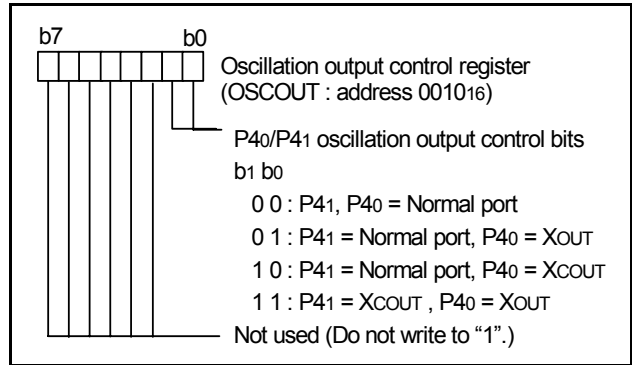 b7 b0
Oscillation output control register
(OSCOUT : address 001016)
P40/P41 oscillation output control bits
b1 b0
0 0 : P41, P40 = Normal port
0 1 : P41 = Normal port, P40 = XOUT
1 0 : P41 = Normal port, P40 = XCOUT
1 1 : P41 = XCOUT , P40 = XOUT
Not used (Do not write to “1”.)